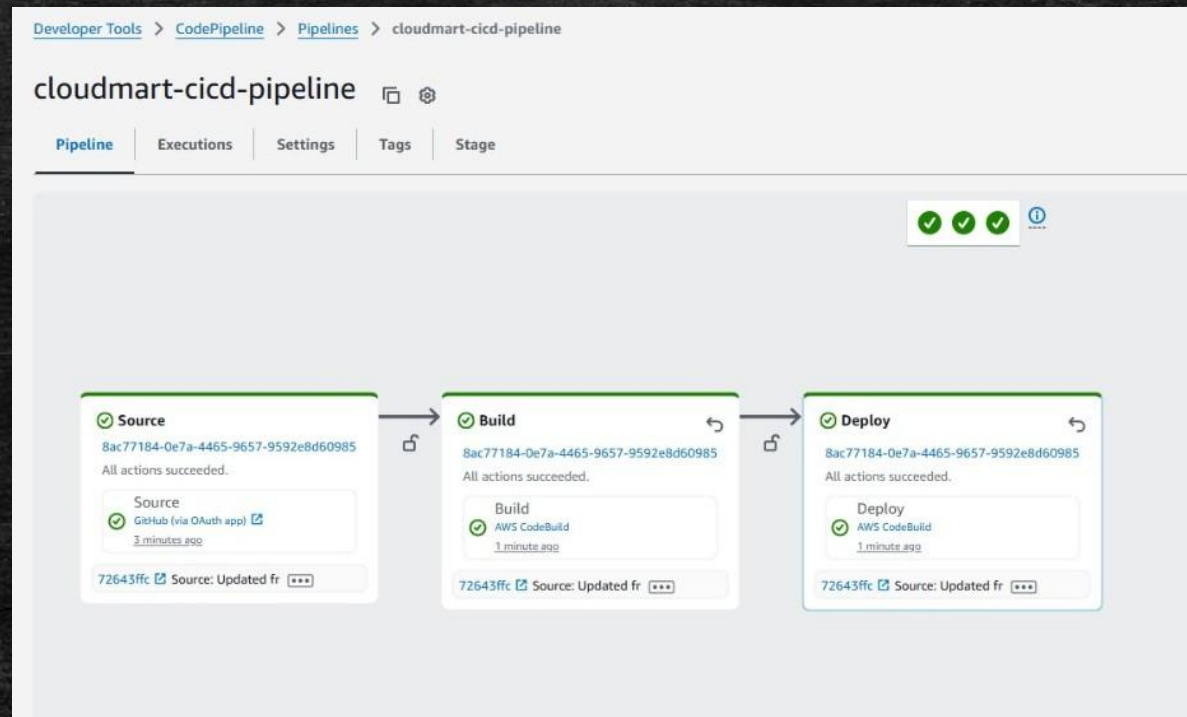 Developer Tools > CodePipeline > Pipelines > cloudmart-cicd-pipeline
cloudmart-cicd-pipeline
Pipeline Executions Settings Tags Stage
Source
8ac77184-0e7a-4465-9657-9592e8d60985
All actions succeeded.
Source
GitHub (via OAuth app)
3 minutes ago
72643ffc Source: Updated fr
Build
8ac77184-0e7a-4465-9657-9592e8d60985
All actions succeeded.
Build
AWS CodeBuild
1 minute ago
72643ffc Source: Updated fr
Deploy
8ac77184-0e7a-4465-9657-9592e8d60985
All actions succeeded.
Deploy
AWS CodeBuild
1 minute ago
72643ffc Source: Updated fr